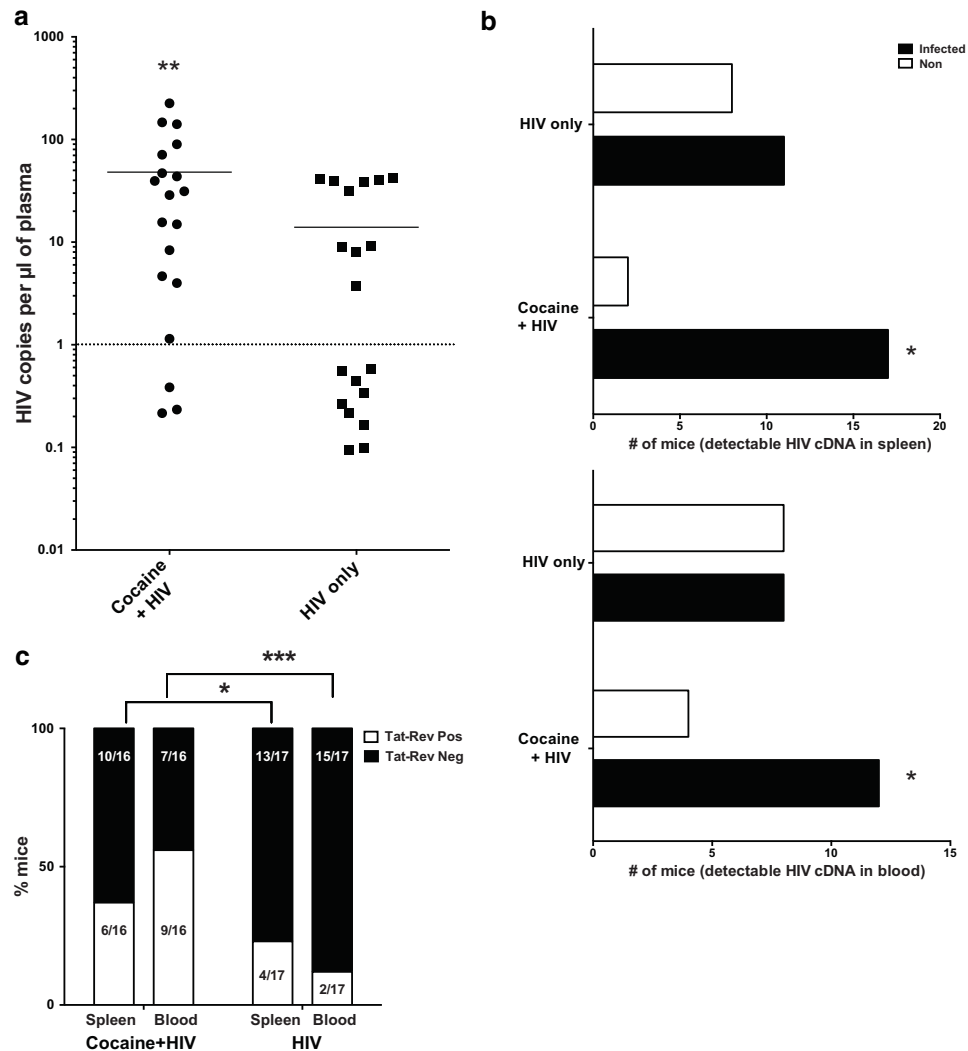 a
1000
100
10
1
0.1
0.01
HIV copies per µl of plasma
**
Cocaine
+ HIV
HIV only
b
Infected
Non
HIV only
Cocaine
+ HIV
*
0 5 10 15 20
# of mice (detectable HIV cDNA in spleen)
HIV only
Cocaine
+ HIV
*
0 5 10 15
# of mice (detectable HIV cDNA in blood)
c
***
*
Tat-Rev Pos
Tat-Rev Neg
100
50
0
% mice
10/16 7/16 13/17 15/17
6/16 9/16 4/17 2/17
Spleen Blood Spleen Blood
Cocaine+HIV HIV